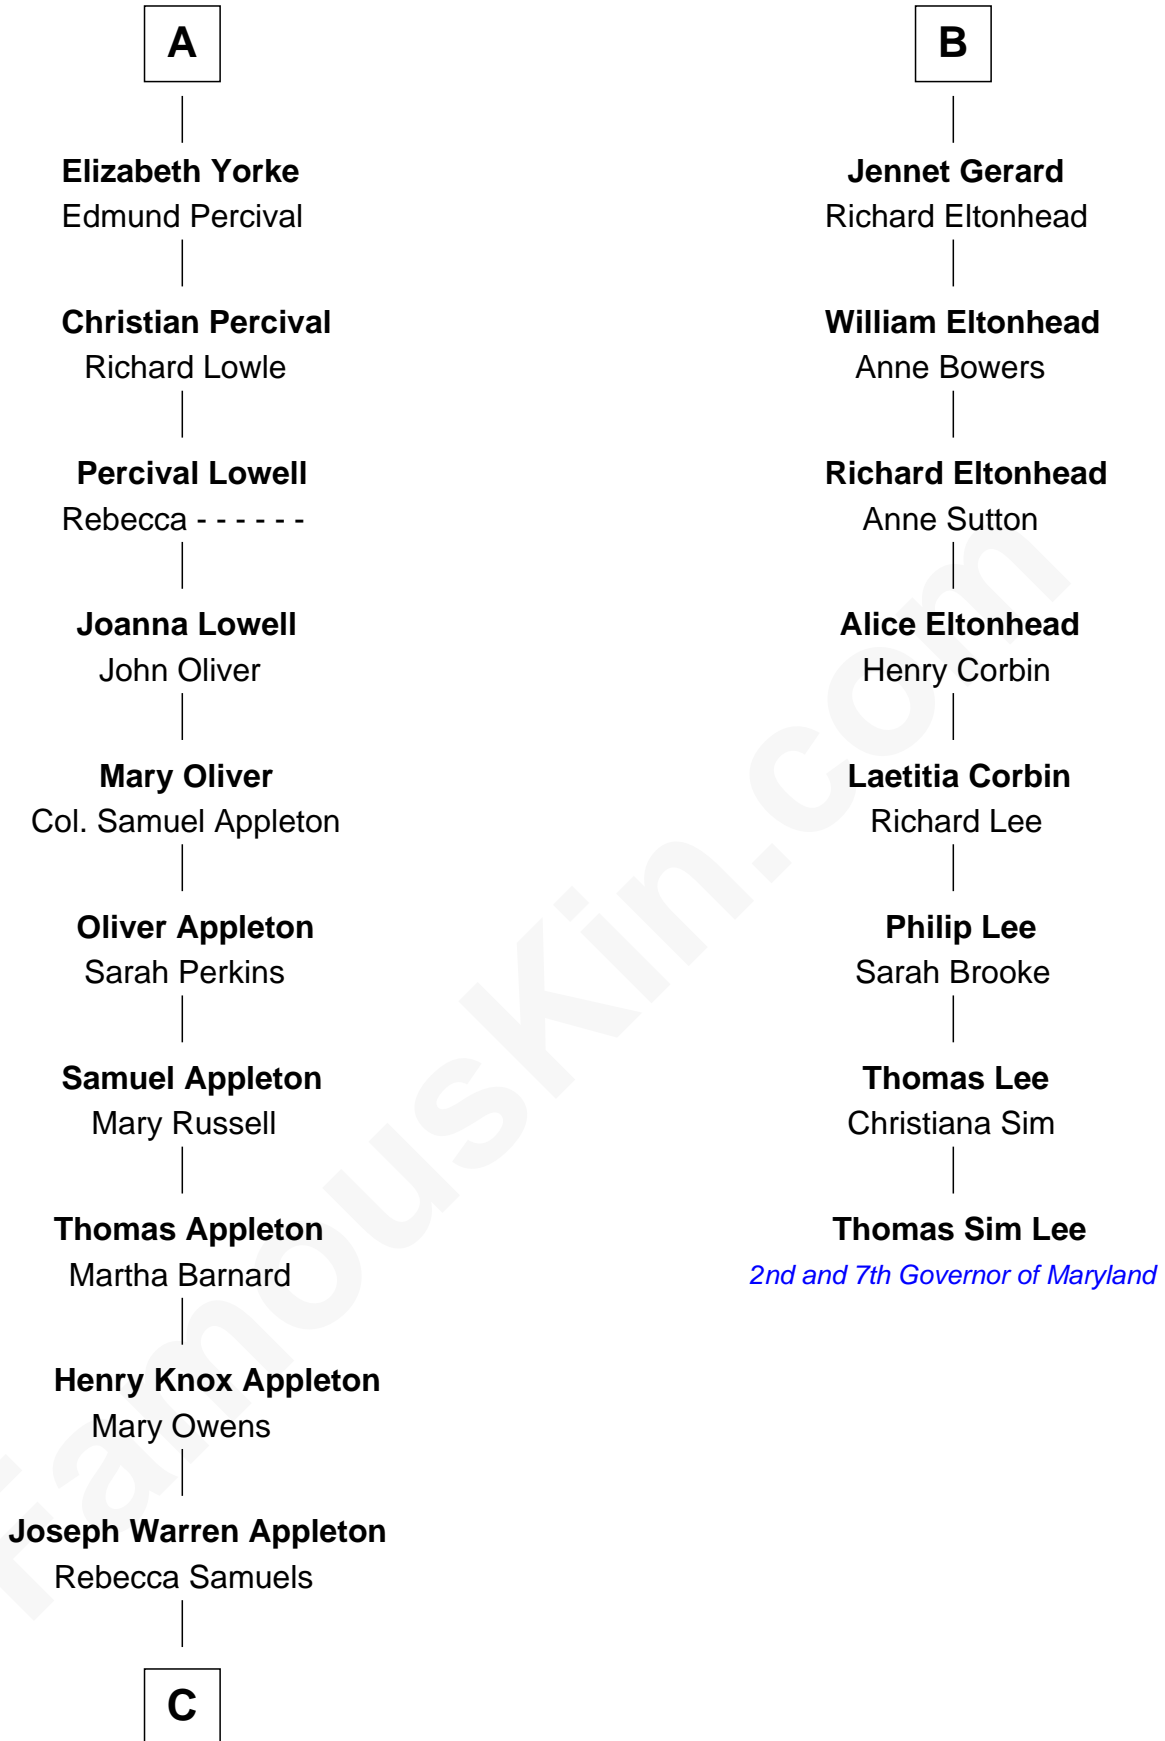 A
Elizabeth Yorke
Edmund Percival
Christian Percival
Richard Lowle
Percival Lowell
Rebecca - - - - - -
Joanna Lowell
John Oliver
Mary Oliver
Col. Samuel Appleton
Oliver Appleton
Sarah Perkins
Samuel Appleton
Mary Russell
Thomas Appleton
Martha Barnard
Henry Knox Appleton
Mary Owens
Joseph Warren Appleton
Rebecca Samuels
C
B
Jennet Gerard
Richard Eltonhead
William Eltonhead
Anne Bowers
Richard Eltonhead
Anne Sutton
Alice Eltonhead
Henry Corbin
Laetitia Corbin
Richard Lee
Philip Lee
Sarah Brooke
Thomas Lee
Christiana Sim
Thomas Sim Lee
2nd and 7th Governor of Maryland
FamousKin.com